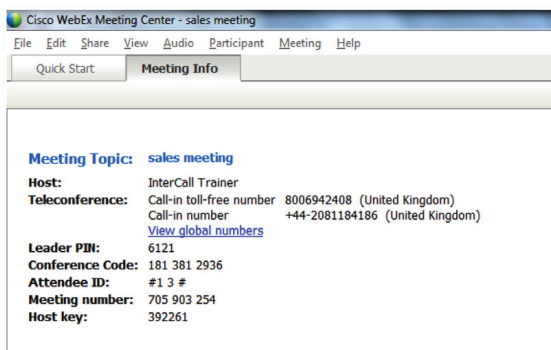 Cisco WebEx Meeting Center - sales meeting
File Edit Share View Audio Participant Meeting Help
Quick Start Meeting Info
Meeting Topic: sales meeting
Host: InterCall Trainer
Teleconference: Call-in toll-free number 8006942408 (United Kingdom)
Call-in number +44-2081184186 (United Kingdom)
View global numbers
Leader PIN: 6121
Conference Code: 181 381 2936
Attendee ID: #1 3 #
Meeting number: 705 903 254
Host key: 392261